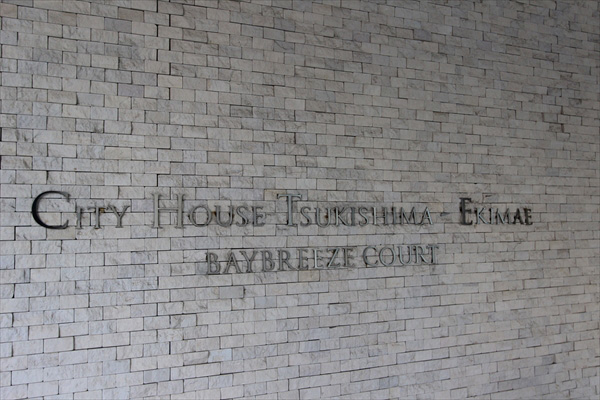 City House Tsukishima-Ekimae
BAYBREEZE COURT